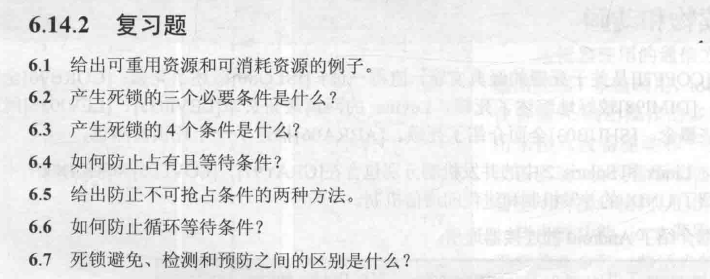 6.14.2 复习题
6.1 给出可重用资源和可消耗资源的例子。
6.2 产生死锁的三个必要条件是什么?
6.3 产生死锁的4个条件是什么?
6.4 如何防止占有且等待条件?
6.5 给出防止不可抢占条件的两种方法。
6.6 如何防止循环等待条件?
6.7 死锁避免、检测和预防之间的区别是什么?